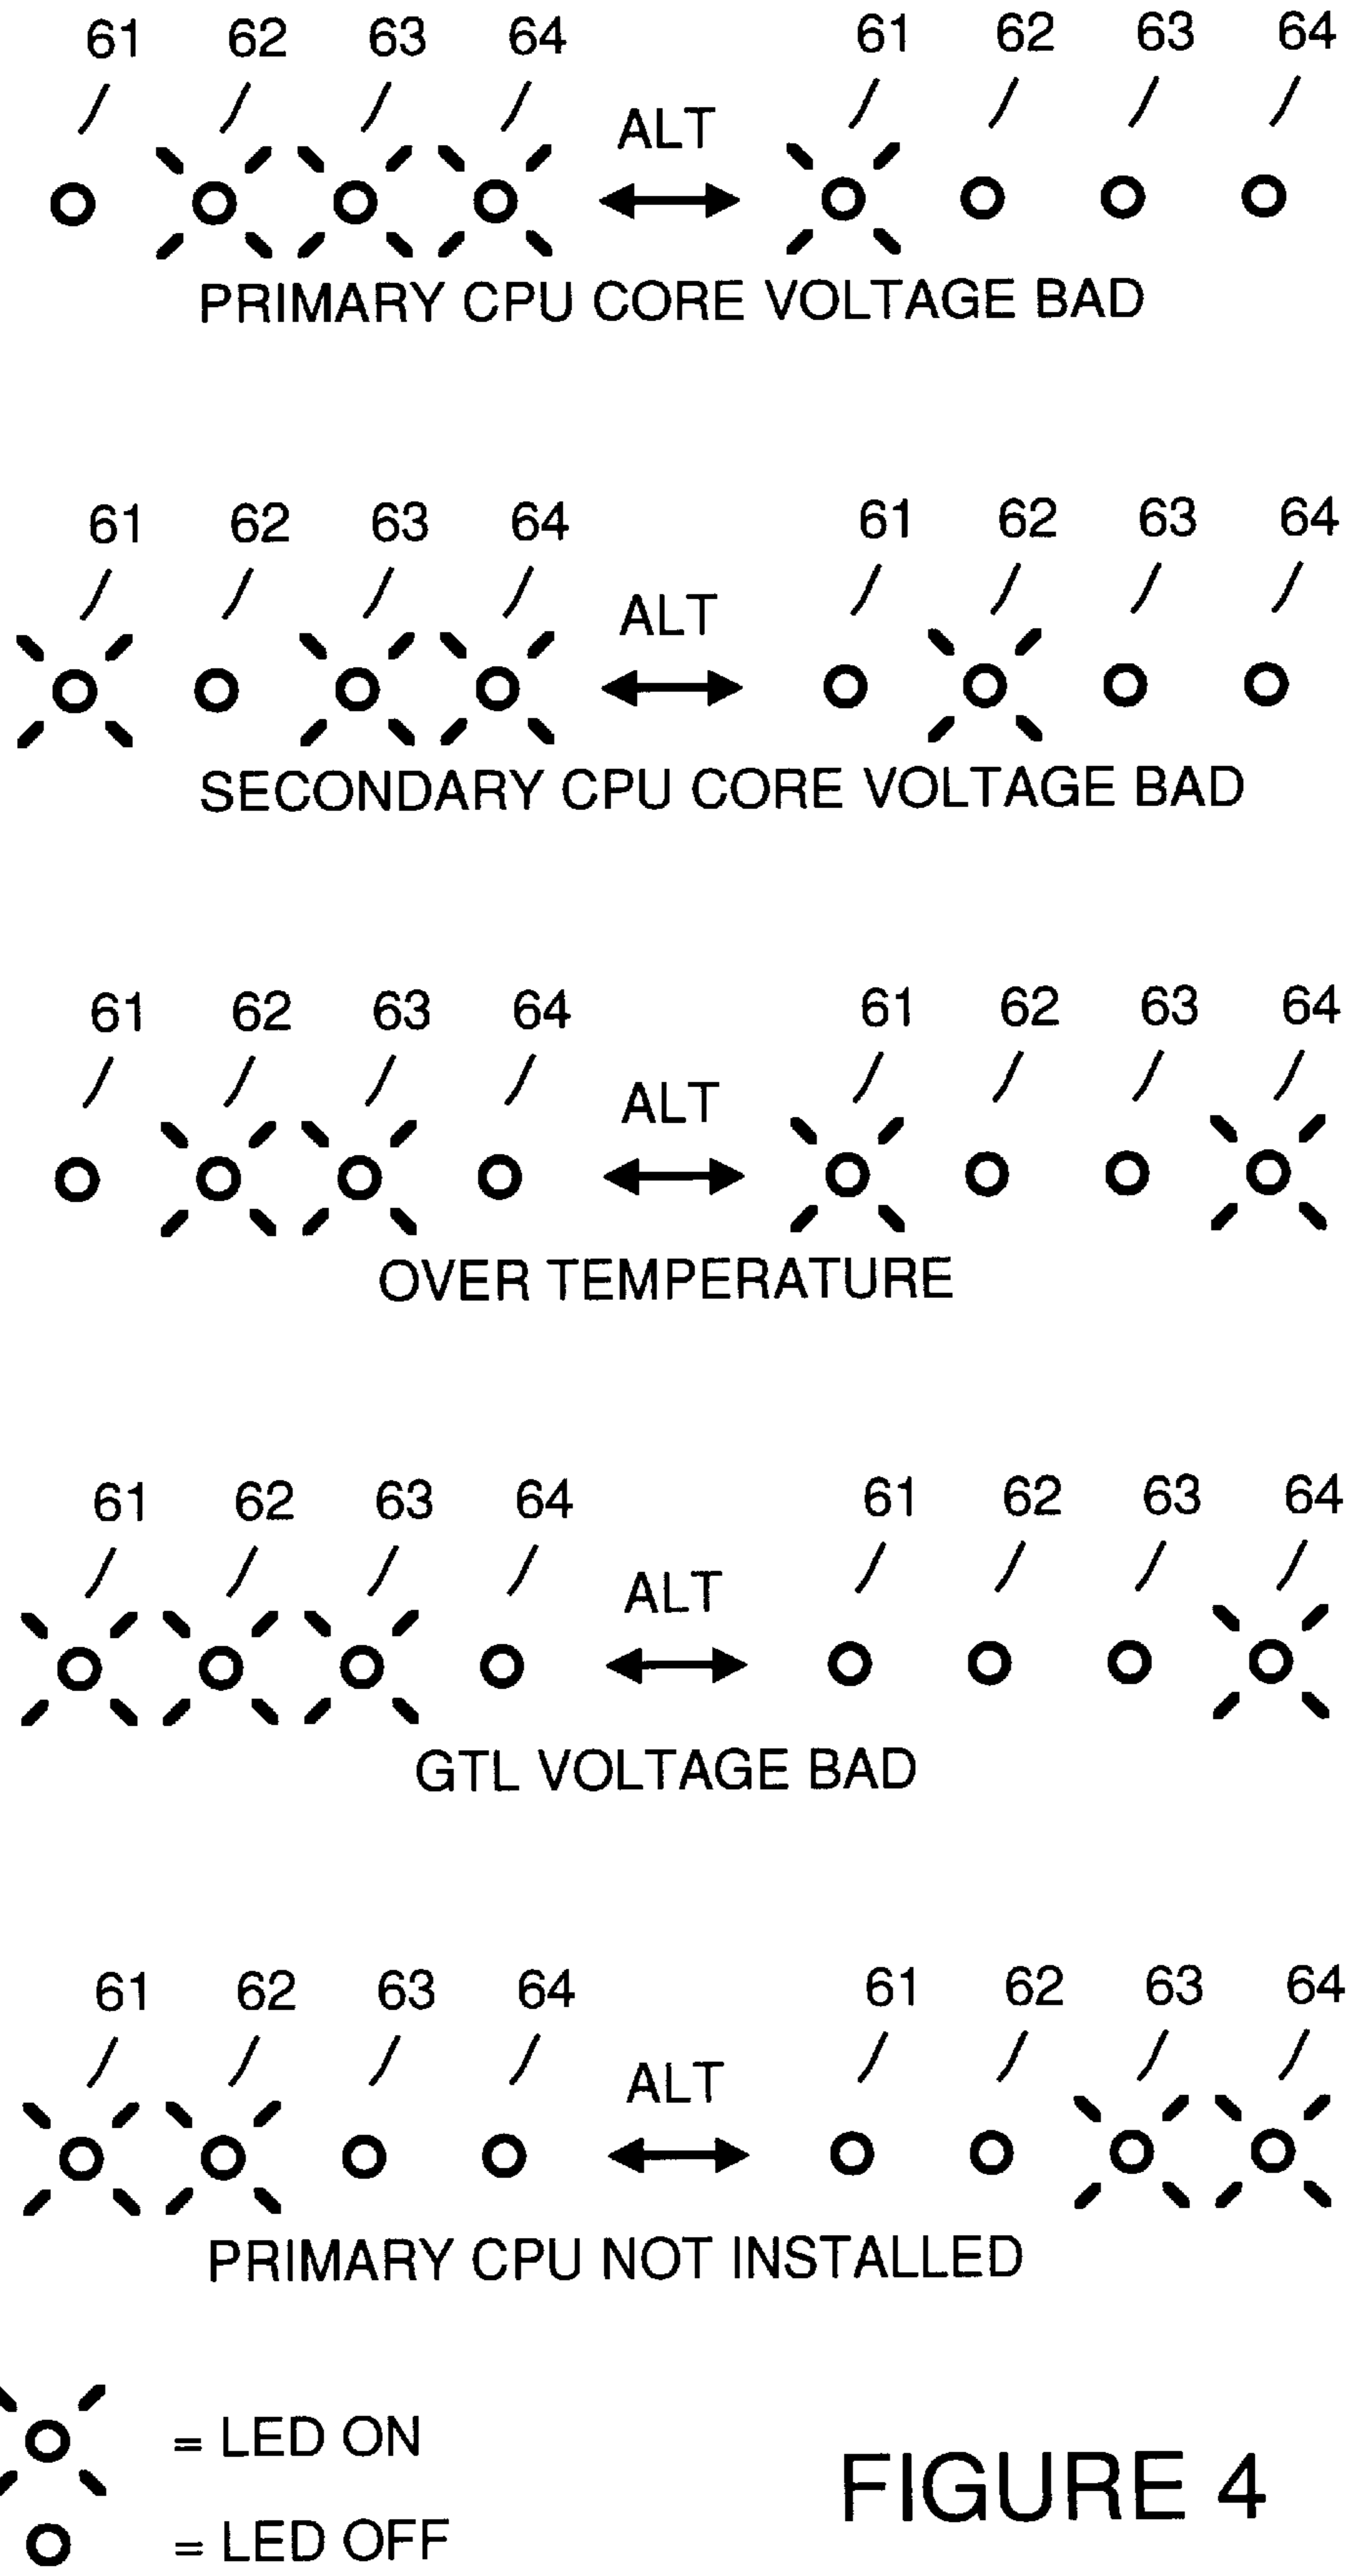 61 62 63 64 61 62 63 64
ALT
PRIMARY CPU CORE VOLTAGE BAD
61 62 63 64 61 62 63 64
ALT
SECONDARY CPU CORE VOLTAGE BAD
61 62 63 64 61 62 63 64
ALT
OVER TEMPERATURE
61 62 63 64 61 62 63 64
ALT
GTL VOLTAGE BAD
61 62 63 64 61 62 63 64
ALT
PRIMARY CPU NOT INSTALLED
= LED ON
= LED OFF
FIGURE 4